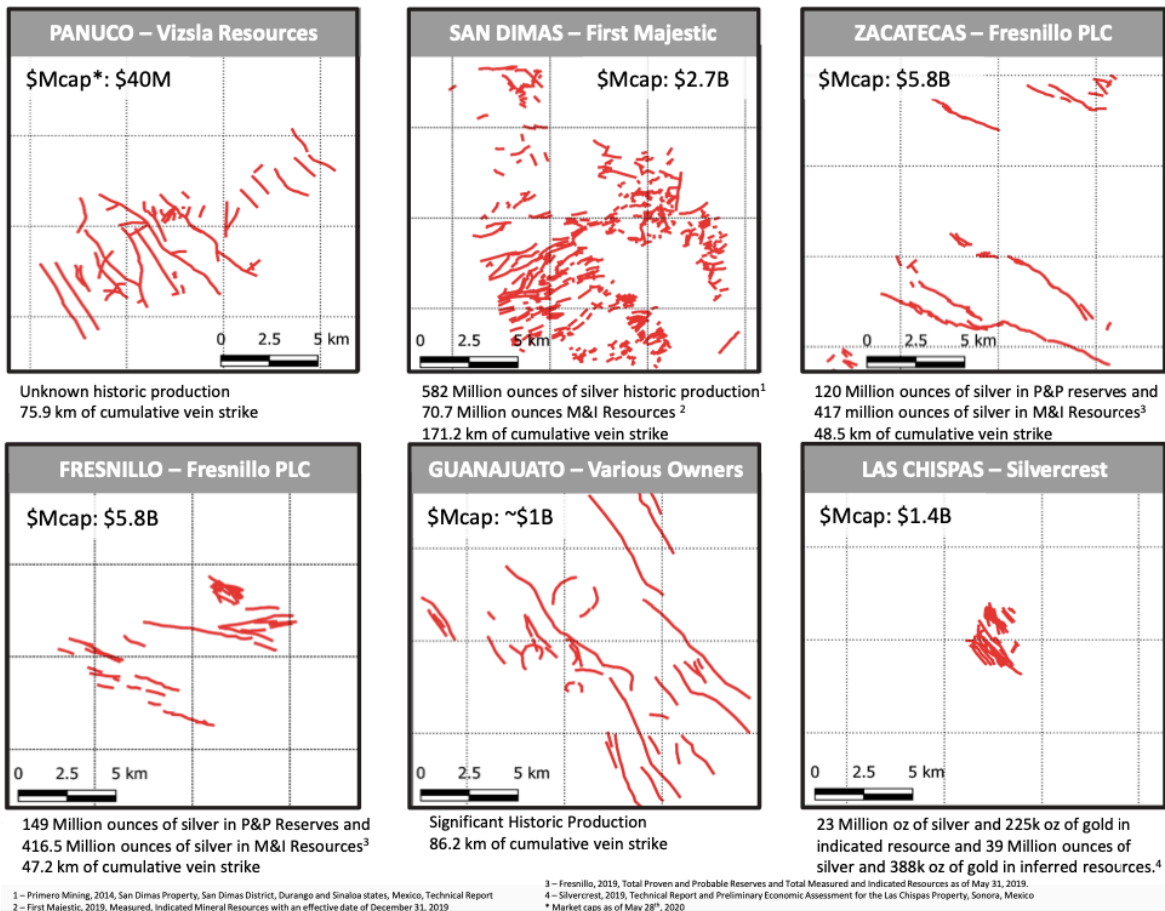 PANUCO – Vizsla Resources
$Mcap*: $40M
0 2.5 5 km
Unknown historic production
75.9 km of cumulative vein strike
SAN DIMAS – First Majestic
$Mcap: $2.7B
0 2.5 5 km
582 Million ounces of silver historic production1
70.7 Million ounces M&I Resources 2
171.2 km of cumulative vein strike
ZACATECAS – Fresnillo PLC
$Mcap: $5.8B
0 2.5 5 km
120 Million ounces of silver in P&P reserves and
417 million ounces of silver in M&I Resources3
48.5 km of cumulative vein strike
FRESNILLO – Fresnillo PLC
$Mcap: $5.8B
0 2.5 5 km
149 Million ounces of silver in P&P Reserves and
416.5 Million ounces of silver in M&I Resources3
47.2 km of cumulative vein strike
GUANAJUATO – Various Owners
$Mcap: ~$1B
0 2.5 5 km
Significant Historic Production
86.2 km of cumulative vein strike
LAS CHISPAS – Silvercrest
$Mcap: $1.4B
0 2.5 5 km
23 Million oz of silver and 225k oz of gold in
indicated resource and 39 Million ounces of
silver and 388k oz of gold in inferred resources.4
1 – Primero Mining, 2014, San Dimas Property, San Dimas District, Durango and Sinaloa states, Mexico, Technical Report
2 – First Majestic, 2019. Measured, Indicated Mineral Resources with an effective date of December 31, 2019
3 – Fresnillo, 2019, Total Proven and Probable Reserves and Total Measured and Indicated Resources as of May 31, 2019.
4 – Silvercrest, 2019, Technical Report and Preliminary Economic Assessment for the Las Chispas Property, Sonora, Mexico
* Market caps as of May 28th, 2020